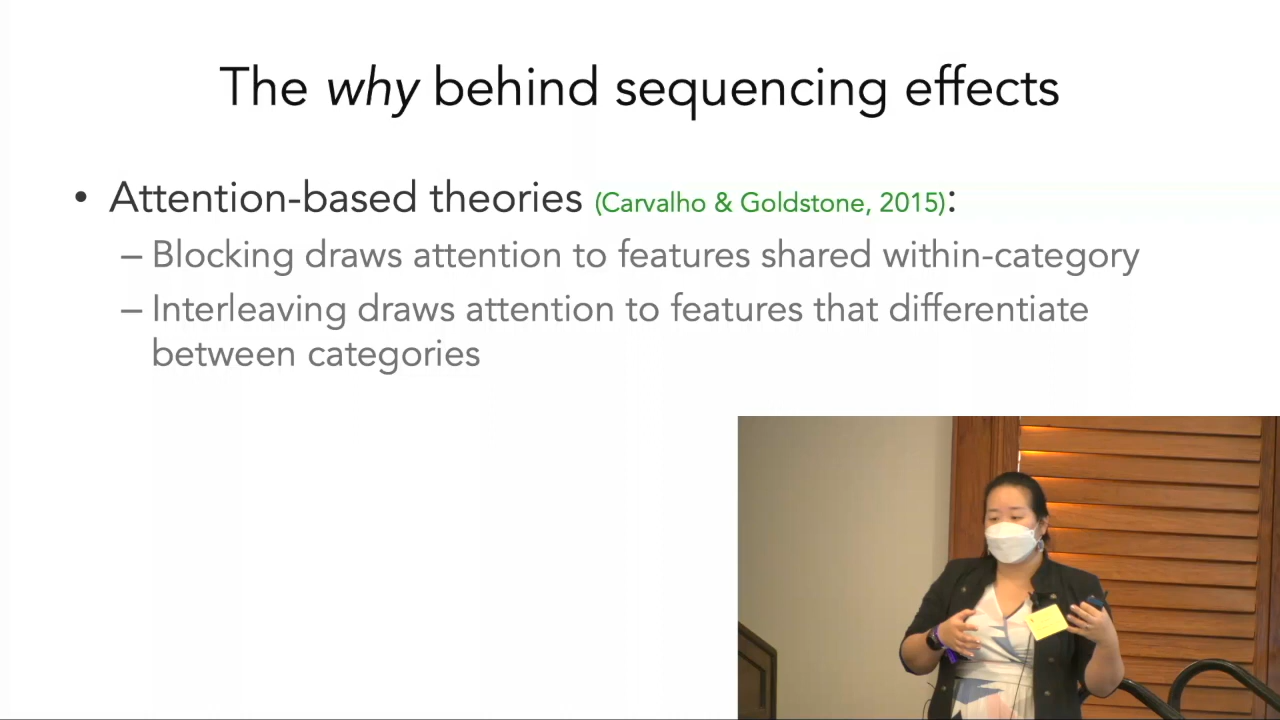 The why behind sequencing effects
• Attention-based theories (Carvalho & Goldstone, 2015):
– Blocking draws attention to features shared within-category
– Interleaving draws attention to features that differentiate
between categories